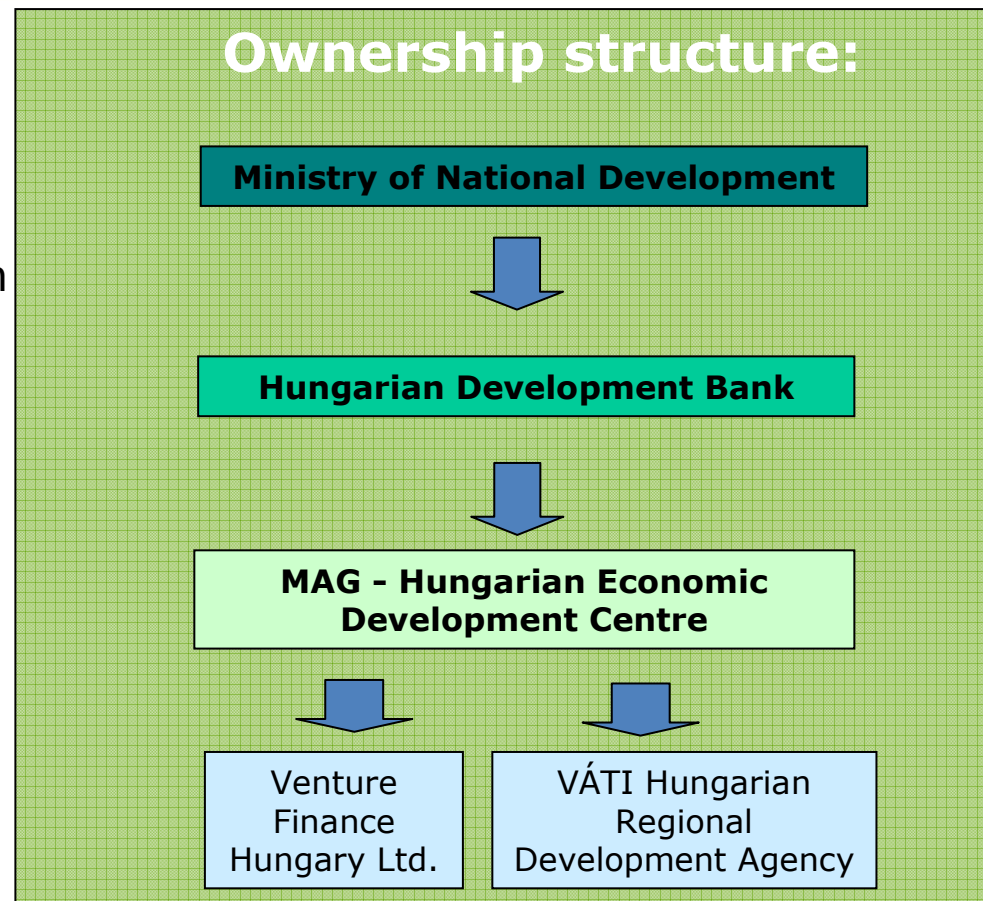 Ownership structure:
Ministry of National Development
n
Hungarian Development Bank
MAG - Hungarian Economic
Development Centre
Venture
Finance
Hungary Ltd.
VÁTI Hungarian
Regional
Development Agency